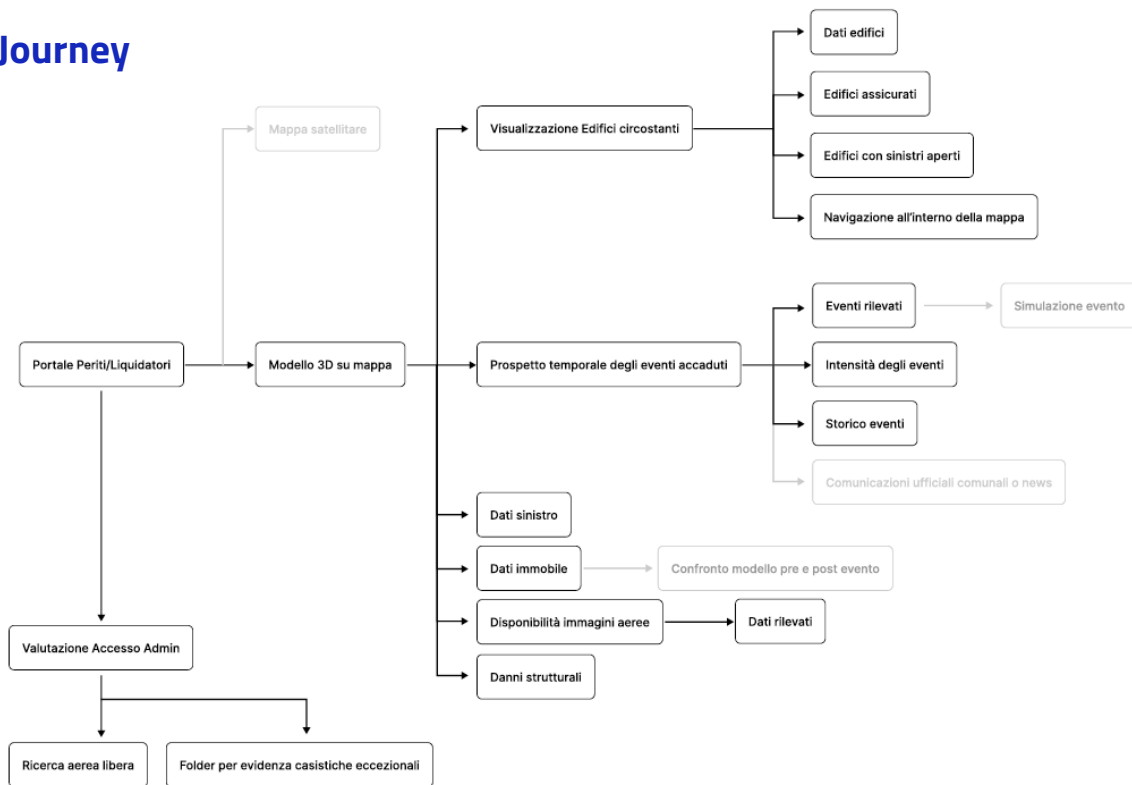 Journey
Dati edifici
Edifici assicurati
Mappa satellitare
Visualizzazione Edifici circostanti
Edifici con sinistri aperti
Navigazione all'interno della mappa
Eventi rilevati
Simulazione evento
Portale Periti/Liquidatori
Modello 3D su mappa
Prospetto temporale degli eventi accaduti
Intensità degli eventi
Storico eventi
Comunicazioni ufficiali comunali o news
Dati sinistro
Dati immobile
Confronto modello pre e post evento
Disponibilità immagini aeree
Dati rilevati
Valutazione Accesso Admin
Danni strutturali
Ricerca aerea libera
Folder per evidenza casistiche eccezionali